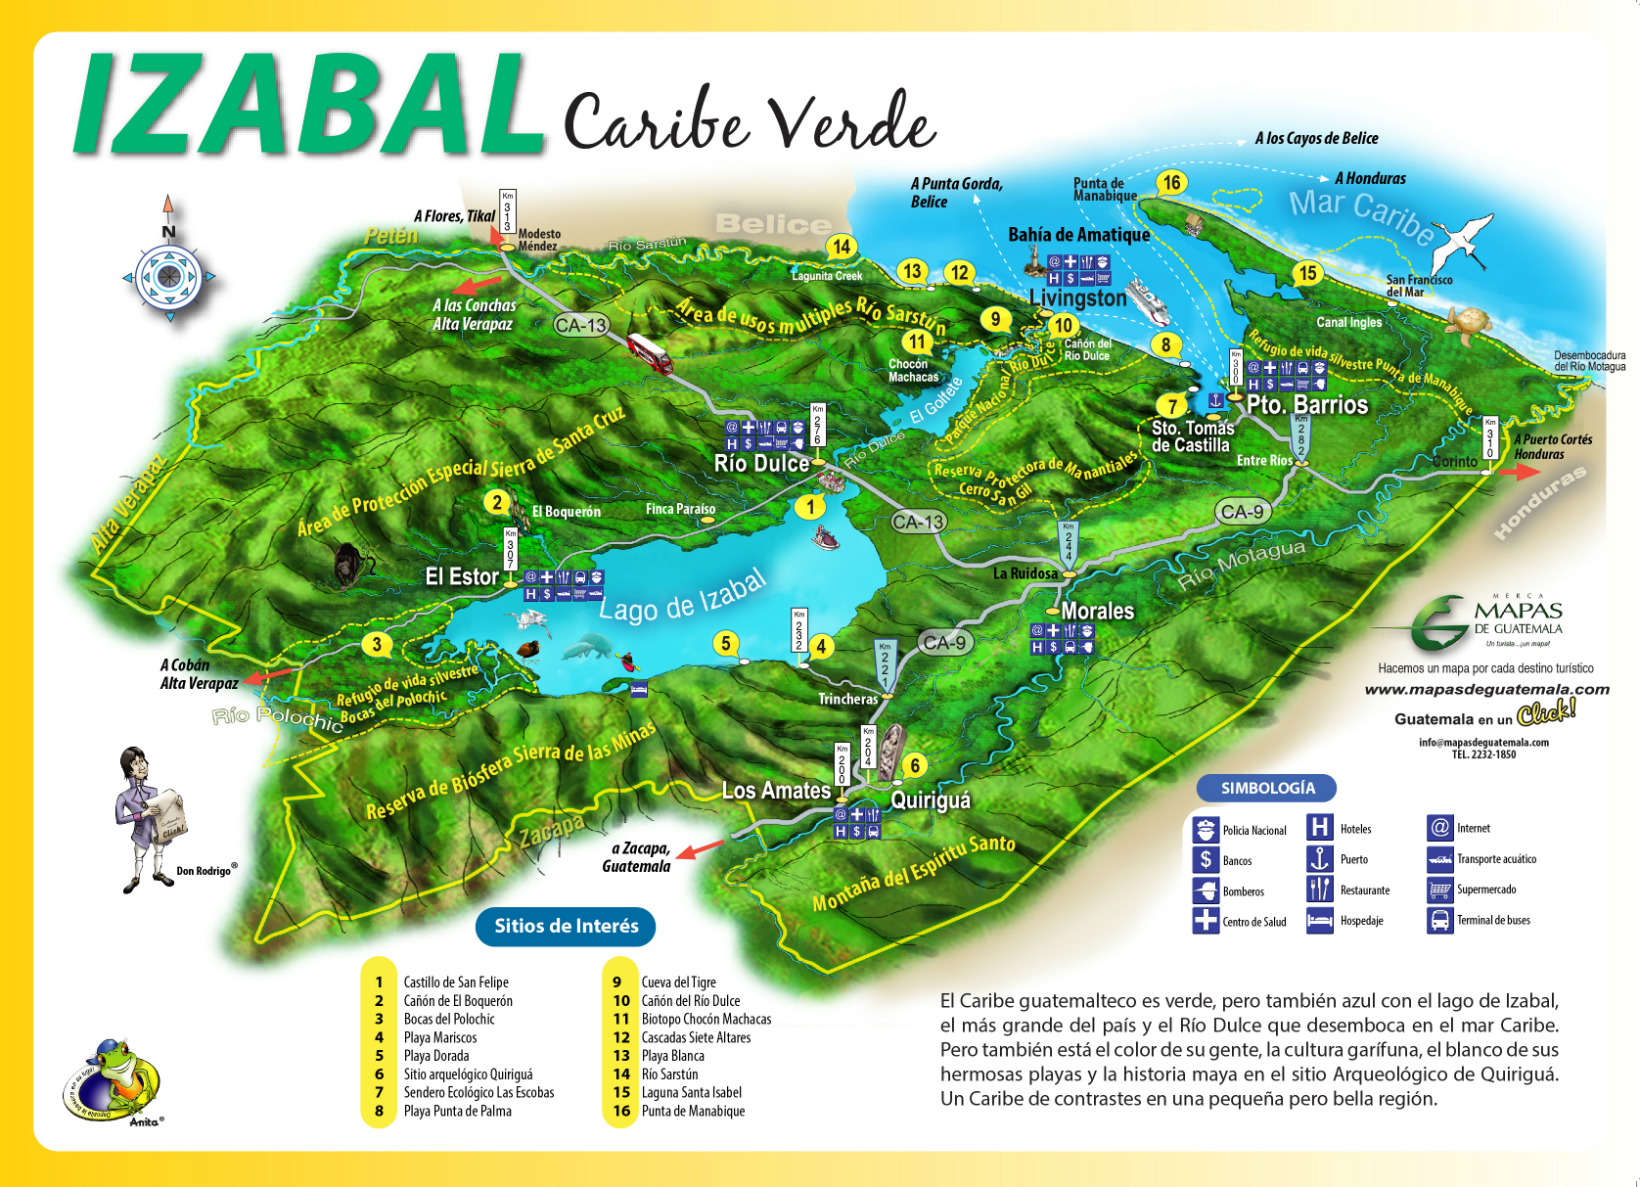 IZABAL Caribe Verde
A los Cayos de Belice
A Honduras
A Punta Gorda,
Belice
Punta de
Manabique
16
Mar Caribe
N
Km
313
A Flores, Tikal
Modesto
Méndez
Petén
Río Sarstún
Belice
14
Lagunita Creek
13
12
Bahía de Amatique
Livingston
15
San Francisco
del Mar
Canal Ingles
A las Conchas
Alta Verapaz
CA-13
Área de usos multiples Río Sarstún
9
10
Cañón del
Río Dulce
11
Chocón
Machacas
El Golfete
Parque Nacional Río Dulce
8
Km
300
Refugio de vida silvestre Punta de Manabique
Desembocadura
del Río Motagua
7
Pto. Barrios
Sto. Tomás
de Castilla
Km
282
Entre Ríos
Km
310
Corinto
A Puerto Cortés
Honduras
Honduras
Km
276
Río Dulce
Río Dulce
Reserva Protectora de Manantiales
Cerro San Gil
Área de Protección Especial Sierra de Santa Cruz
Alta Verapaz
2
El Boquerón
Finca Paraíso
1
CA-13
CA-9
Km
307
El Estor
Km
244
La Ruidosa
Río Motagua
Lago de Izabal
Morales
3
5
Km
232
4
CA-9
Km
221
Trincheras
A Cobán
Alta Verapaz
Refugio de vida silvestre
Bocas del Polochic
Río Polochic
Reserva de Biósfera Sierra de las Minas
Km
204
Km
200
6
Los Amates
Quiriguá
Zacapa
a Zacapa,
Guatemala
Montaña del Espíritu Santo
MERCA
MAPAS
DE GUATEMALA
Un turista...¡un mapa!
Hacemos un mapa por cada destino turístico
www.mapasdeguatemala.com
Guatemala en un Click!
info@mapasdeguatemala.com
TEL. 2232-1850
Click!
Don Rodrigo®
SIMBOLOGÍA
Policia Nacional
H Hoteles
@ Internet
$ Bancos
Puerto
Transporte acuático
Bomberos
Restaurante
Supermercado
Centro de Salud
Hospedaje
Terminal de buses
Sitios de Interés
1 Castillo de San Felipe
2 Cañón de El Boquerón
3 Bocas del Polochic
4 Playa Mariscos
5 Playa Dorada
6 Sitio arquelógico Quiriguá
7 Sendero Ecológico Las Escobas
8 Playa Punta de Palma
9 Cueva del Tigre
10 Cañón del Río Dulce
11 Biotopo Chocón Machacas
12 Cascadas Siete Altares
13 Playa Blanca
14 Río Sarstún
15 Laguna Santa Isabel
16 Punta de Manabique
El Caribe guatemalteco es verde, pero también azul con el lago de Izabal,
el más grande del país y el Río Dulce que desemboca en el mar Caribe.
Pero también está el color de su gente, la cultura garífuna, el blanco de sus
hermosas playas y la historia maya en el sitio Arqueológico de Quiriguá.
Un Caribe de contrastes en una pequeña pero bella región.
Anita®